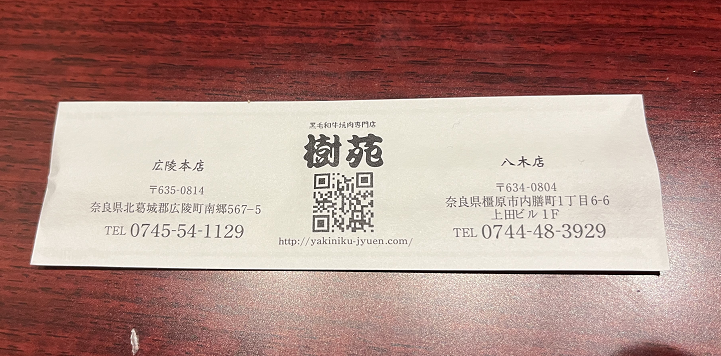 黒毛和牛焼肉専門店
樹苑
http://yakiniku-jyuen.com/
広陵本店
〒635-0814
奈良県北葛城郡広陵町南郷567-5
TEL 0745-54-1129
八木店
〒634-0804
奈良県橿原市内膳町1丁目6-6
上田ビル 1F
TEL 0744-48-3929